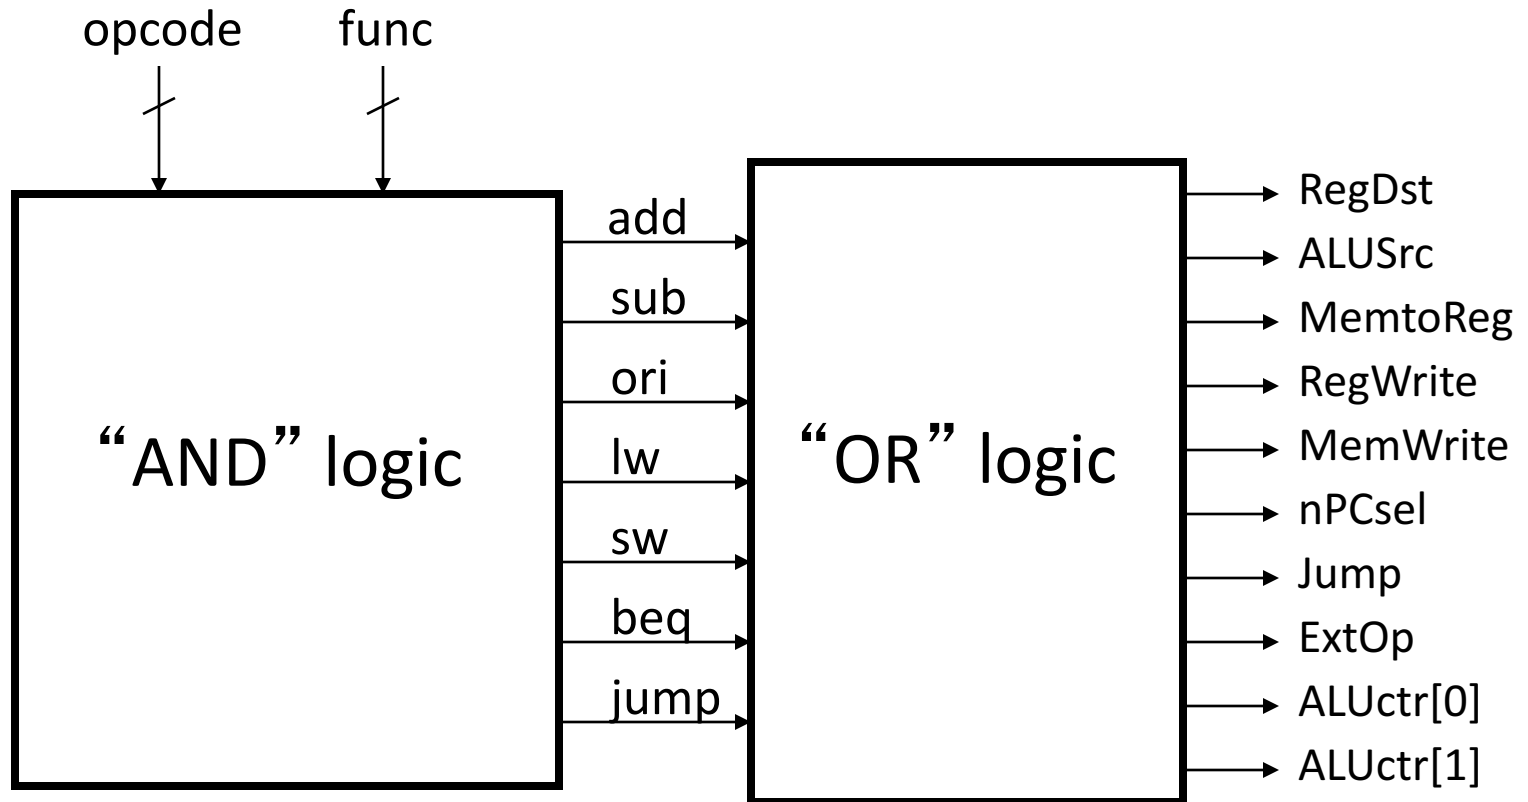 opcode
func
“AND” logic
add
sub
ori
lw
sw
beq
jump
“OR” logic
RegDst
ALUSrc
MemtoReg
RegWrite
MemWrite
nPCsel
Jump
ExtOp
ALUctr[0]
ALUctr[1]